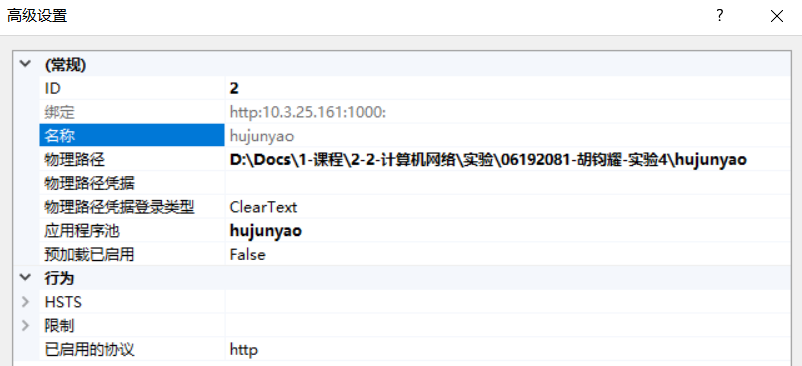 高级设置 ?
(常规)
ID 2
绑定 http:10.3.25.161:1000:
名称 hujunyao
物理路径 D:\Docs\1-课程\2-2-计算机网络\实验\06192081-胡钧耀-实验4\hujunyao
物理路径凭据
物理路径凭据登录类型 ClearText
应用程序池 hujunyao
预加载已启用 False
行为
HSTS
限制
已启用的协议 http